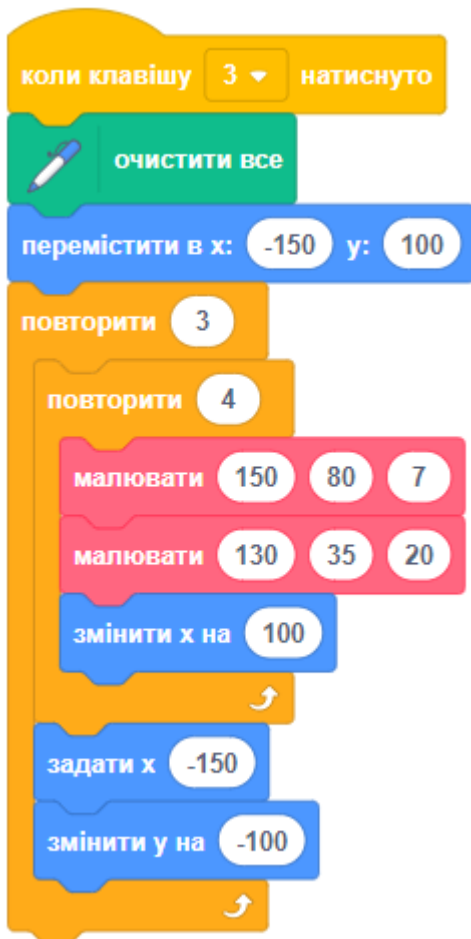 коли клавішу 3 натиснуто
очистити все
перемістити в x: -150 y: 100
повторити 3
повторити 4
малювати 150 80 7
малювати 130 35 20
змінити x на 100
задати x -150
змінити y на -100